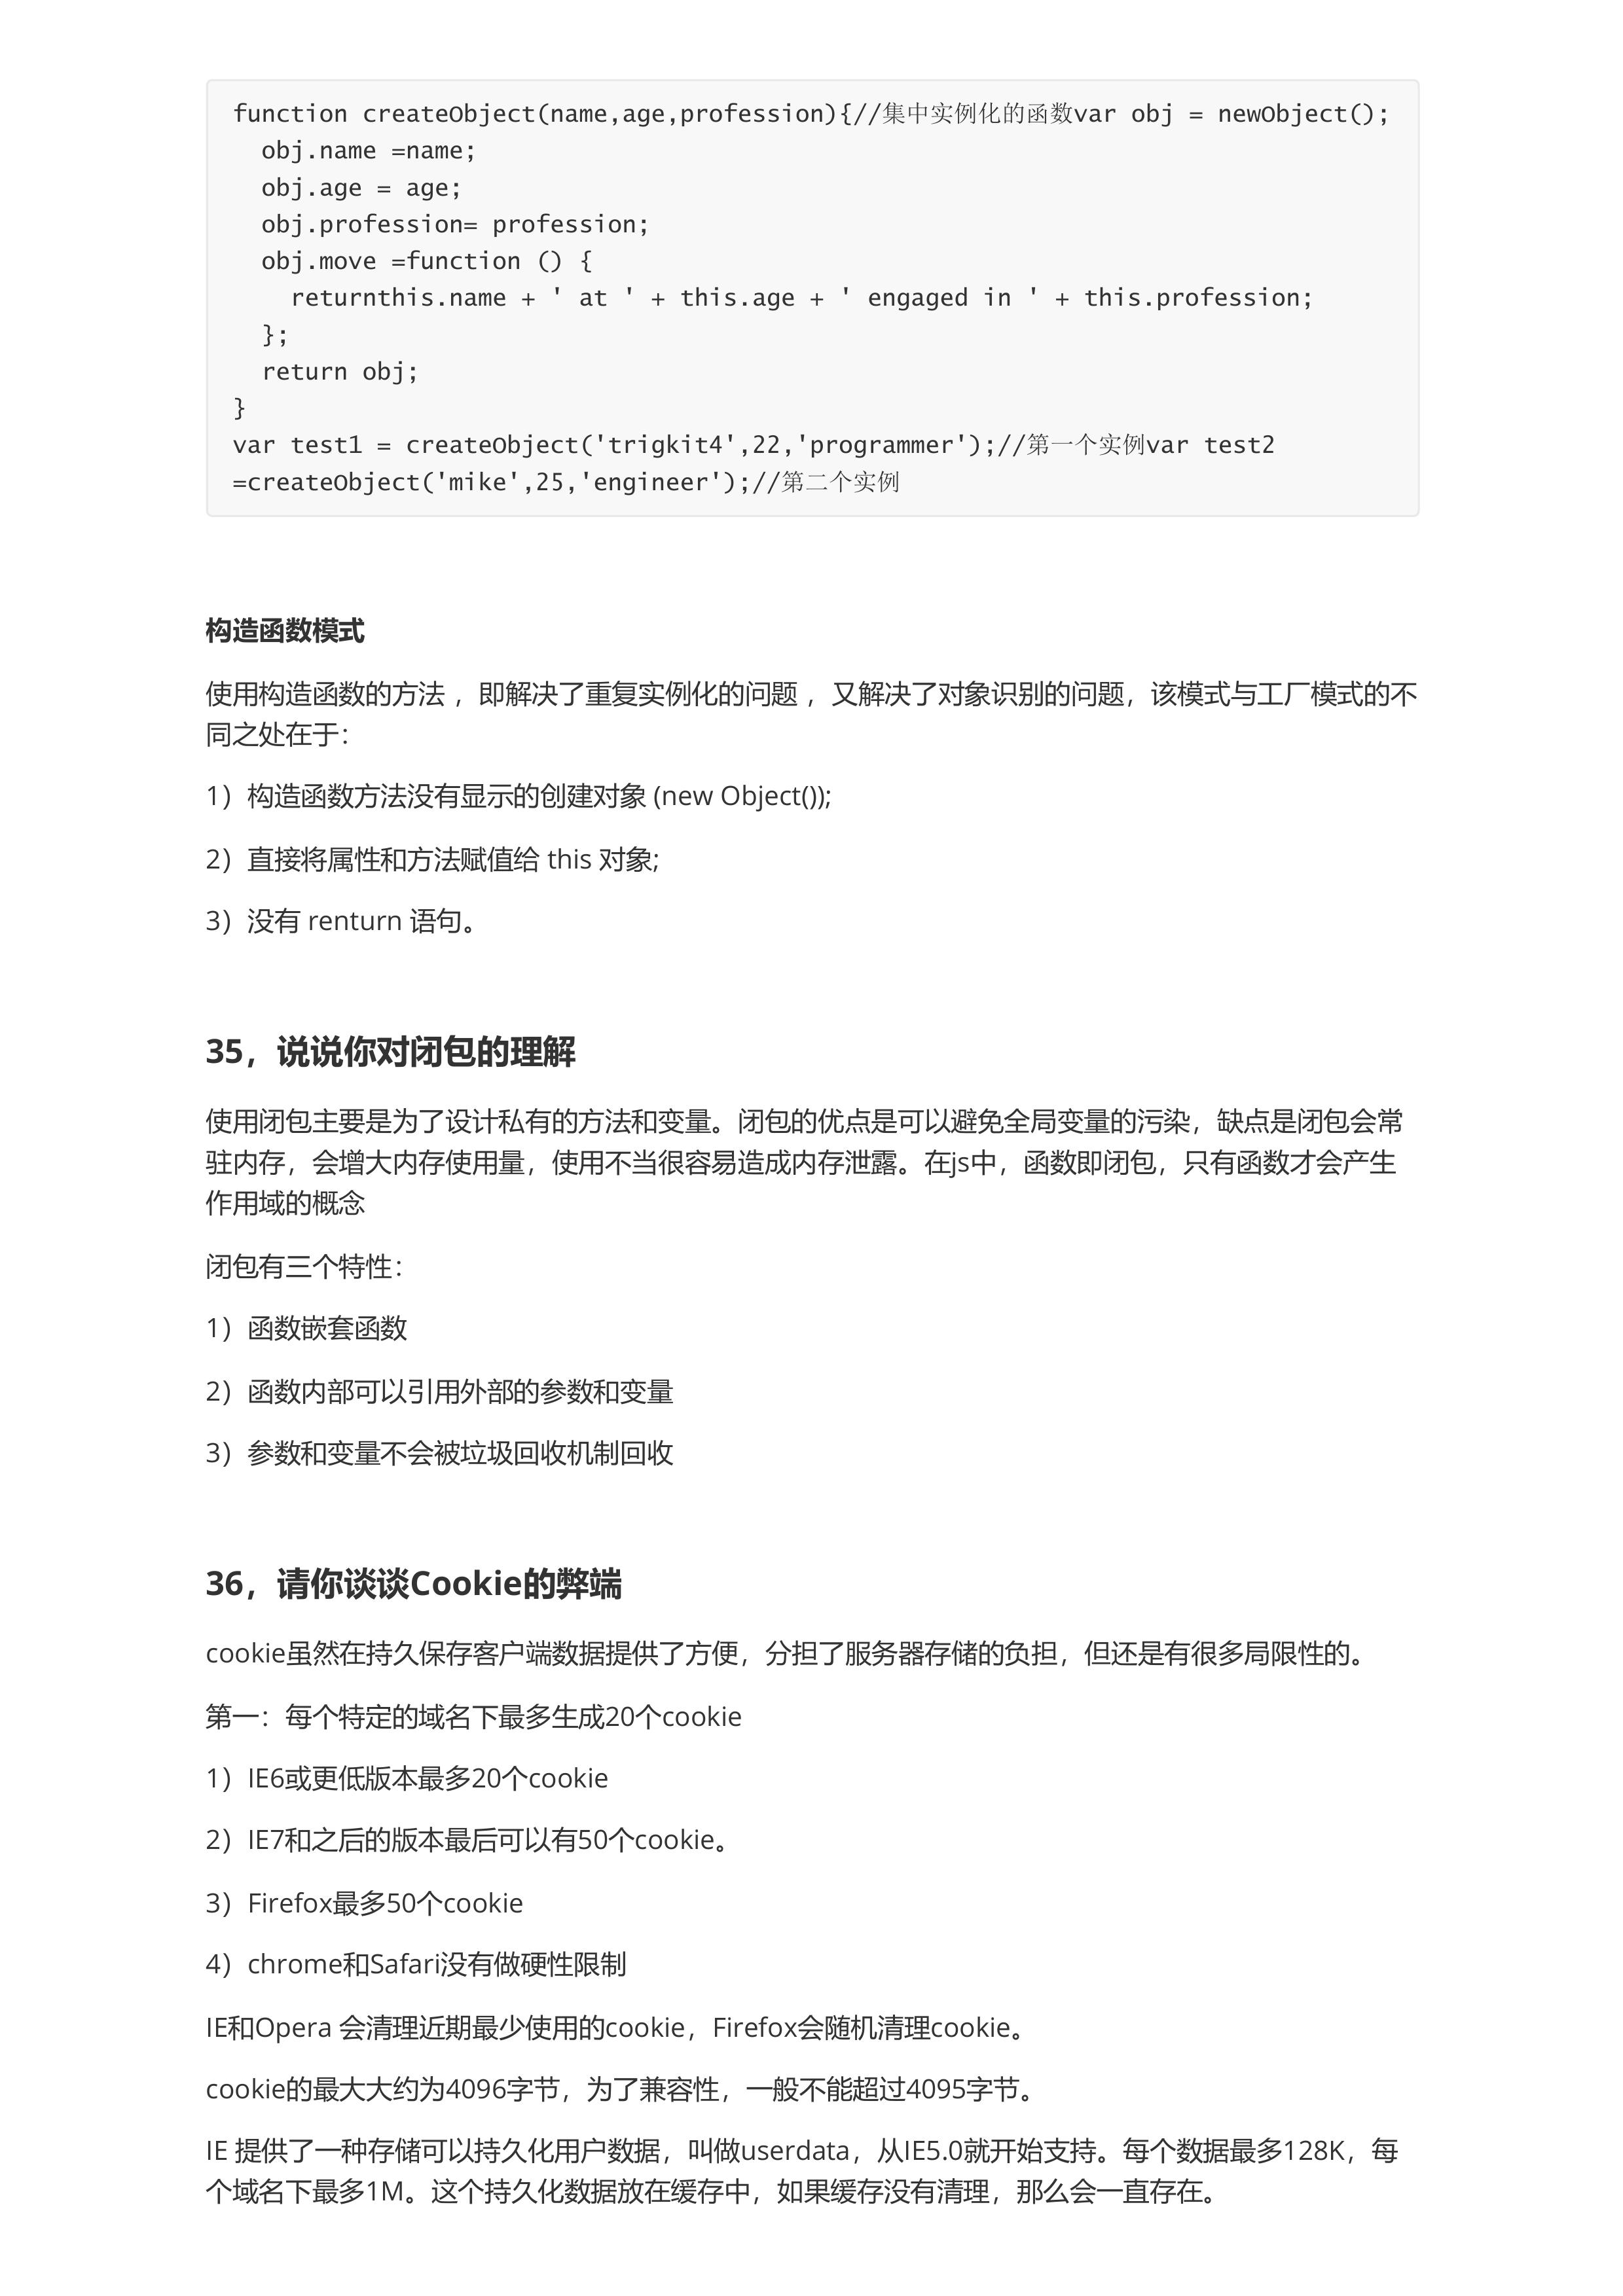 function createObject(name,age,profession){//集中实例化的函数var obj = newObject();
  obj.name =name;
  obj.age = age;
  obj.profession= profession;
  obj.move =function () {
    returnthis.name + ' at ' + this.age + ' engaged in ' + this.profession;
  };
  return obj;
}
var test1 = createObject('trigkit4',22,'programmer');//第一个实例var test2
=createObject('mike',25,'engineer');//第二个实例
构造函数模式
使用构造函数的方法 ，即解决了重复实例化的问题 ，又解决了对象识别的问题，该模式与工厂模式的不
同之处在于：
1）构造函数方法没有显示的创建对象 (new Object());
2）直接将属性和方法赋值给 this 对象;
3）没有 renturn 语句。
35，说说你对闭包的理解
使用闭包主要是为了设计私有的方法和变量。闭包的优点是可以避免全局变量的污染，缺点是闭包会常
驻内存，会增大内存使用量，使用不当很容易造成内存泄露。在js中，函数即闭包，只有函数才会产生
作用域的概念
闭包有三个特性：
1）函数嵌套函数
2）函数内部可以引用外部的参数和变量
3）参数和变量不会被垃圾回收机制回收
36，请你谈谈Cookie的弊端
cookie虽然在持久保存客户端数据提供了方便，分担了服务器存储的负担，但还是有很多局限性的。
第一：每个特定的域名下最多生成20个cookie
1）IE6或更低版本最多20个cookie
2）IE7和之后的版本最后可以有50个cookie。
3）Firefox最多50个cookie
4）chrome和Safari没有做硬性限制
IE和Opera 会清理近期最少使用的cookie，Firefox会随机清理cookie。
cookie的最大大约为4096字节，为了兼容性，一般不能超过4095字节。
IE 提供了一种存储可以持久化用户数据，叫做userdata，从IE5.0就开始支持。每个数据最多128K，每
个域名下最多1M。这个持久化数据放在缓存中，如果缓存没有清理，那么会一直存在。